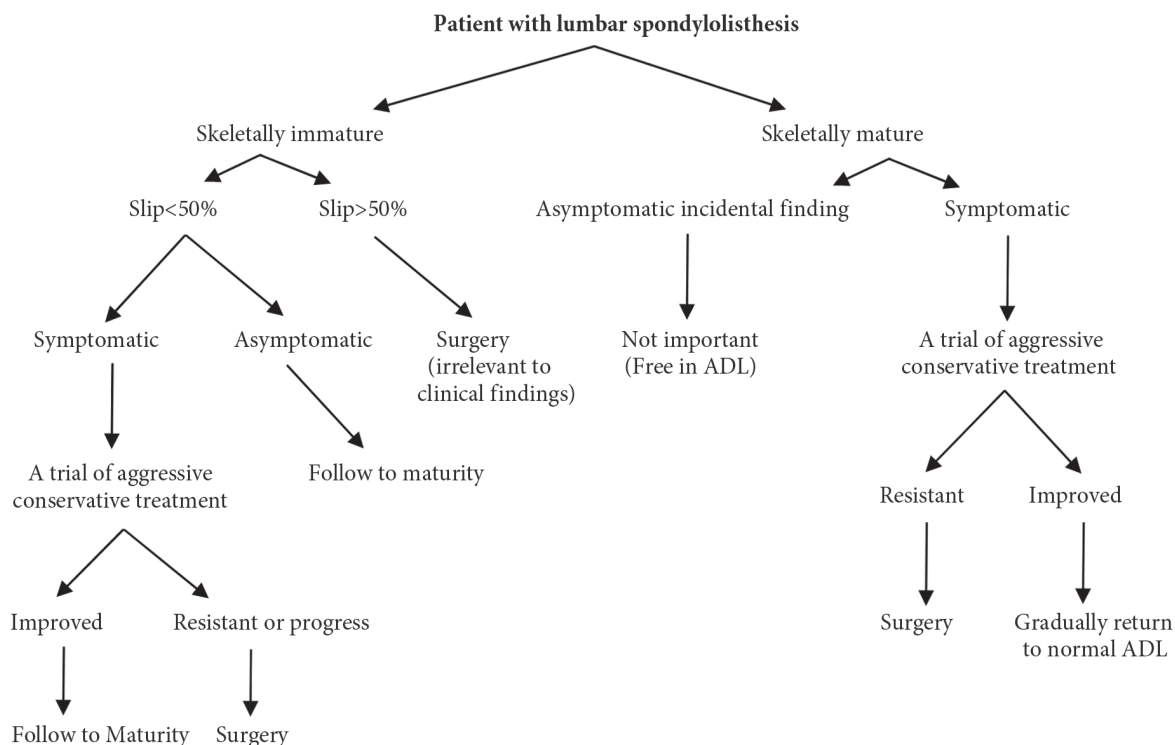 Patient with lumbar spondylolisthesis
Skeletally immature
Skeletally mature
Slip<50%
Slip>50%
Asymptomatic incidental finding
Symptomatic
Symptomatic
Asymptomatic
Surgery
(irrelevant to
clinical findings)
Not important
(Free in ADL)
A trial of aggressive
conservative treatment
A trial of aggressive
conservative treatment
Follow to maturity
Resistant
Improved
Improved
Resistant or progress
Surgery
Gradually return
to normal ADL
Follow to Maturity
Surgery